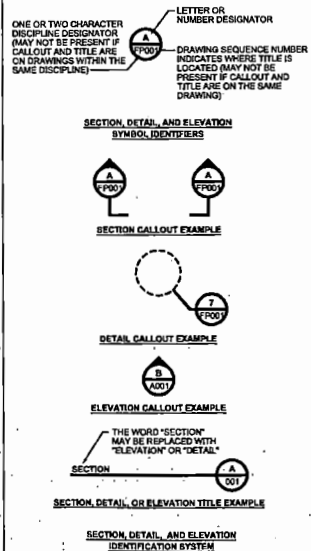 LETTER OR
NUMBER DESIGNATOR
ONE OR TWO CHARACTER
DISCIPLINE DESIGNATOR
(MAY NOT BE PRESENT IF
CALLOUT AND TITLE ARE
ON DRAWINGS WITHIN THE
SAME DISCIPLINE)
A
FP001
DRAWING SEQUENCE NUMBER
INDICATES WHERE TITLE IS
LOCATED (MAY NOT BE
PRESENT IF CALLOUT AND
TITLE ARE ON THE SAME
DRAWING)
SECTION, DETAIL, AND ELEVATION
SYMBOL IDENTIFIERS
A
FP001
A
FP001
SECTION CALLOUT EXAMPLE
7
FP001
DETAIL CALLOUT EXAMPLE
B
A001
ELEVATION CALLOUT EXAMPLE
THE WORD "SECTION"
MAY BE REPLACED WITH
"ELEVATION" OR "DETAIL"
SECTION
A
001
SECTION, DETAIL, OR ELEVATION TITLE EXAMPLE
SECTION, DETAIL, AND ELEVATION
IDENTIFICATION SYSTEM